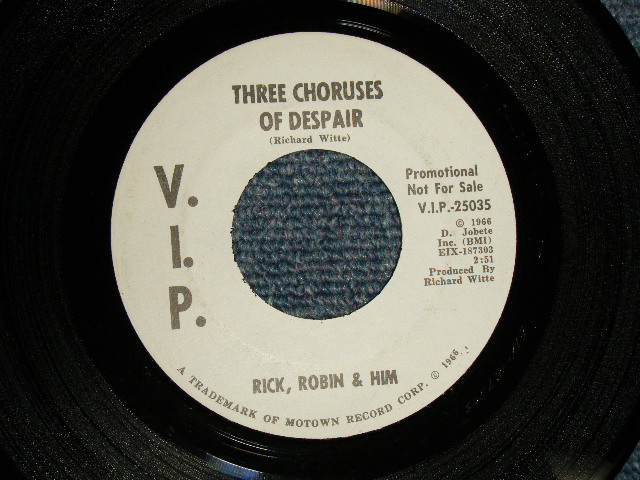 THREE CHORUSES
OF DESPAIR
(Richard Witte)
V.
I.
P.
Promotional
Not For Sale
V.I.P.-25035
© 1966
D. Jobete
Inc. (BMI)
EIX-187303
2:51
Produced By
Richard Witte
RICK, ROBIN & HIM
A TRADEMARK OF MOTOWN RECORD CORP. © 1966